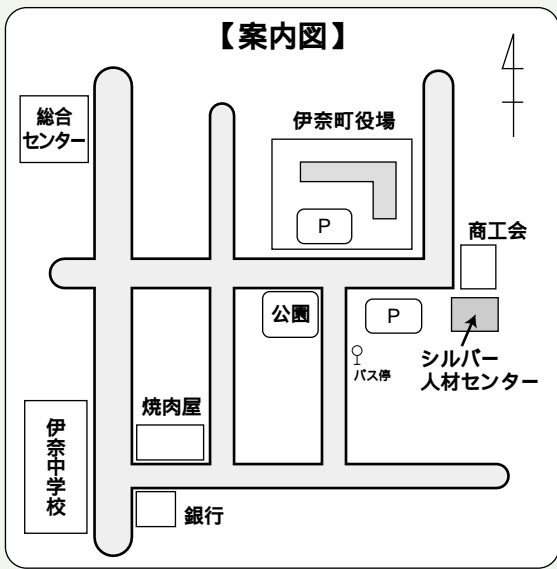 【案内図】
総合
センター
伊奈町役場
P
商工会
公園
P
シルバー
人材センター
バス停
焼肉屋
伊奈中学校
銀行